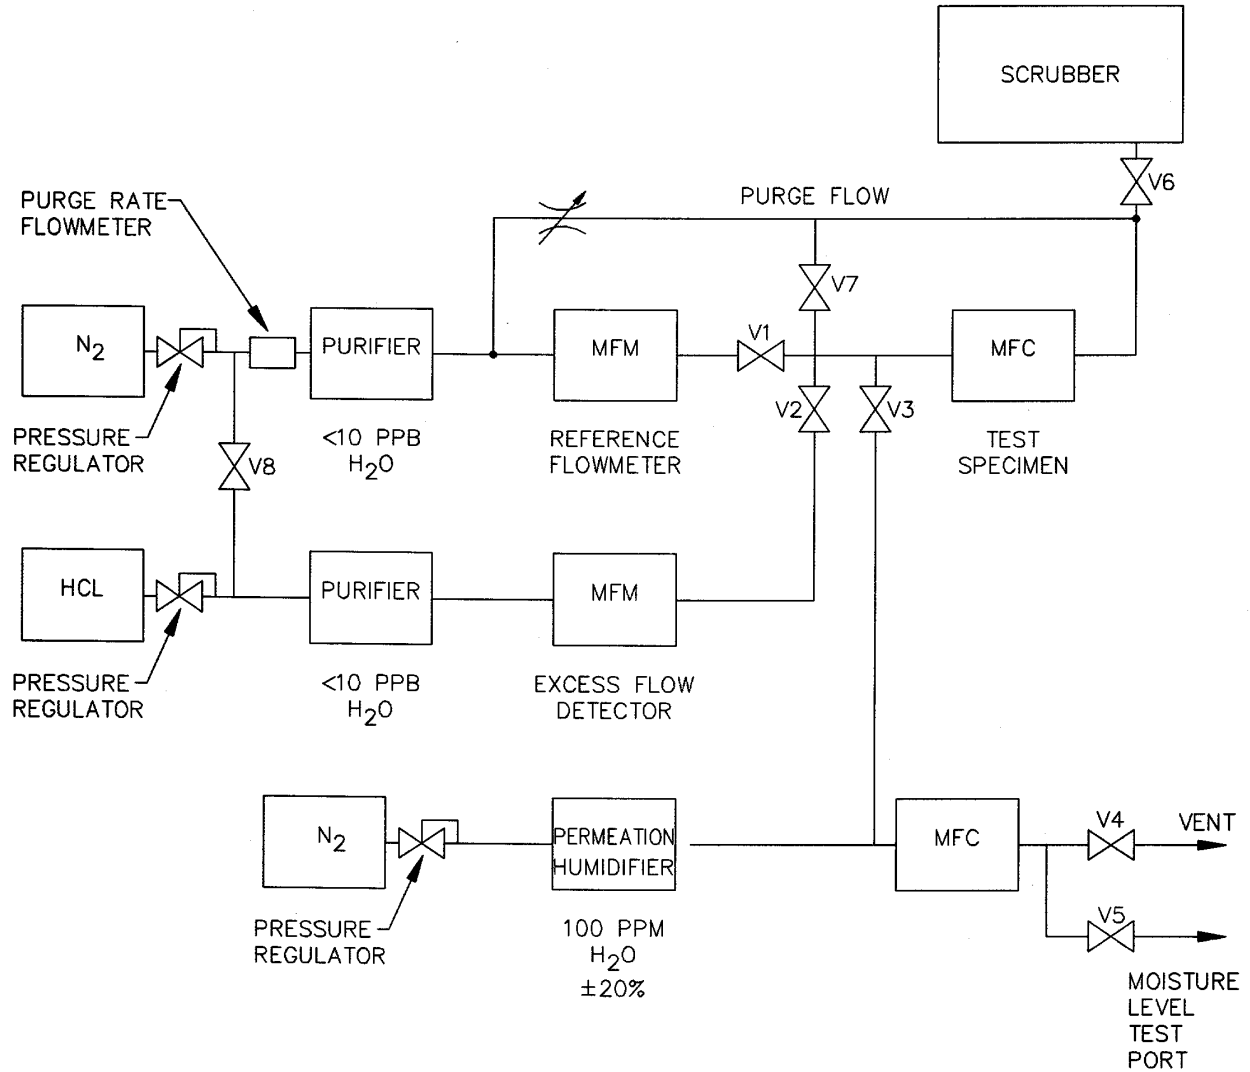 SCRUBBER
V6
PURGE RATE
FLOWMETER
PURGE FLOW
V7
N2
PURIFIER
MFM
V1
MFC
PRESSURE
REGULATOR
<10 PPB
H2O
REFERENCE
FLOWMETER
V2
V3
TEST
SPECIMEN
V8
HCL
PURIFIER
MFM
PRESSURE
REGULATOR
<10 PPB
H2O
EXCESS FLOW
DETECTOR
N2
PERMEATION
HUMIDIFIER
MFC
V4
VENT
PRESSURE
REGULATOR
100 PPM
H2O
±20%
V5
MOISTURE
LEVEL
TEST
PORT